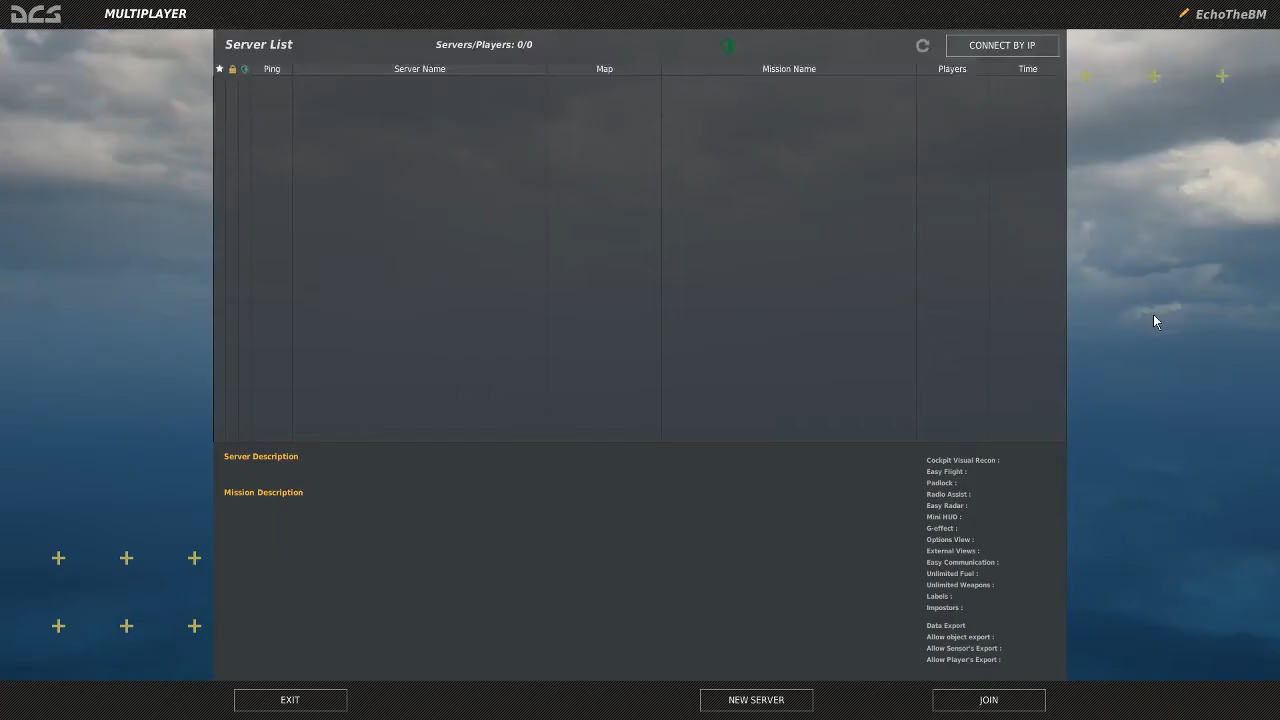 DCS MULTIPLAYER EchoTheBM
Server List Servers/Players: 0/0 CONNECT BY IP
Ping Server Name Map Mission Name Players Time
Server Description
Mission Description
Cockpit Visual Recon :
Easy Flight :
Padlock :
Radio Assist :
Easy Radar :
Mini HUD :
G-effect :
Options View :
External Views :
Easy Communication :
Unlimited Fuel :
Unlimited Weapons :
Labels :
Impostors :
Data Export
Allow object export :
Allow Sensor's Export :
Allow Player's Export :
EXIT NEW SERVER JOIN